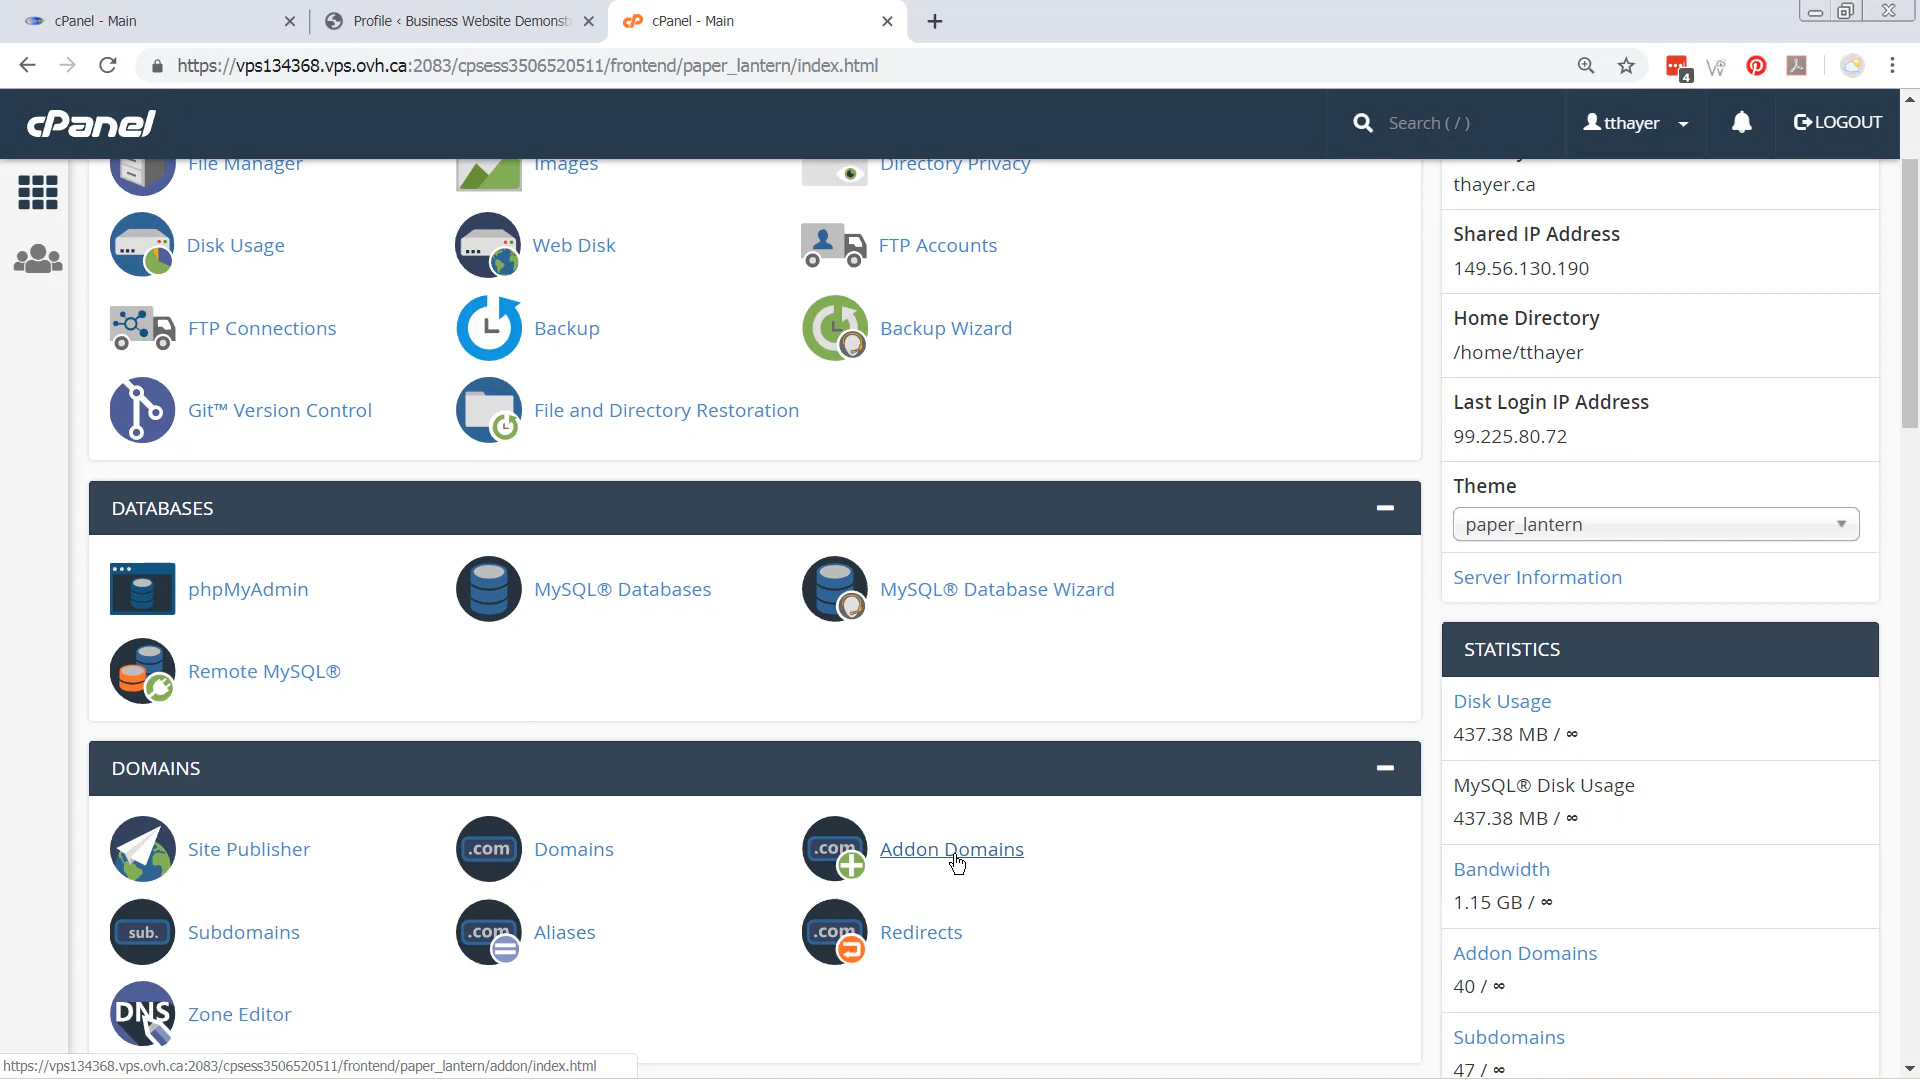 cPanel - Main
Profile ‹ Business Website Demonst
cPanel - Main
https://vps134368.vps.ovh.ca:2083/cpsess3506520511/frontend/paper_lantern/index.html
4
cPanel
Search ( / )
tthayer
LOGOUT
File Manager
Images
Directory Privacy
Disk Usage
Web Disk
FTP Accounts
FTP Connections
Backup
Backup Wizard
Git™ Version Control
File and Directory Restoration
DATABASES
phpMyAdmin
MySQL® Databases
MySQL® Database Wizard
Remote MySQL®
DOMAINS
Site Publisher
.com
Domains
.com
Addon Domains
sub.
Subdomains
.com
Aliases
.com
Redirects
DNS
Zone Editor
thayer.ca
Shared IP Address
149.56.130.190
Home Directory
/home/tthayer
Last Login IP Address
99.225.80.72
Theme
paper_lantern
Server Information
STATISTICS
Disk Usage
437.38 MB / ∞
MySQL® Disk Usage
437.38 MB / ∞
Bandwidth
1.15 GB / ∞
Addon Domains
40 / ∞
Subdomains
47 / ∞
https://vps134368.vps.ovh.ca:2083/cpsess3506520511/frontend/paper_lantern/addon/index.html